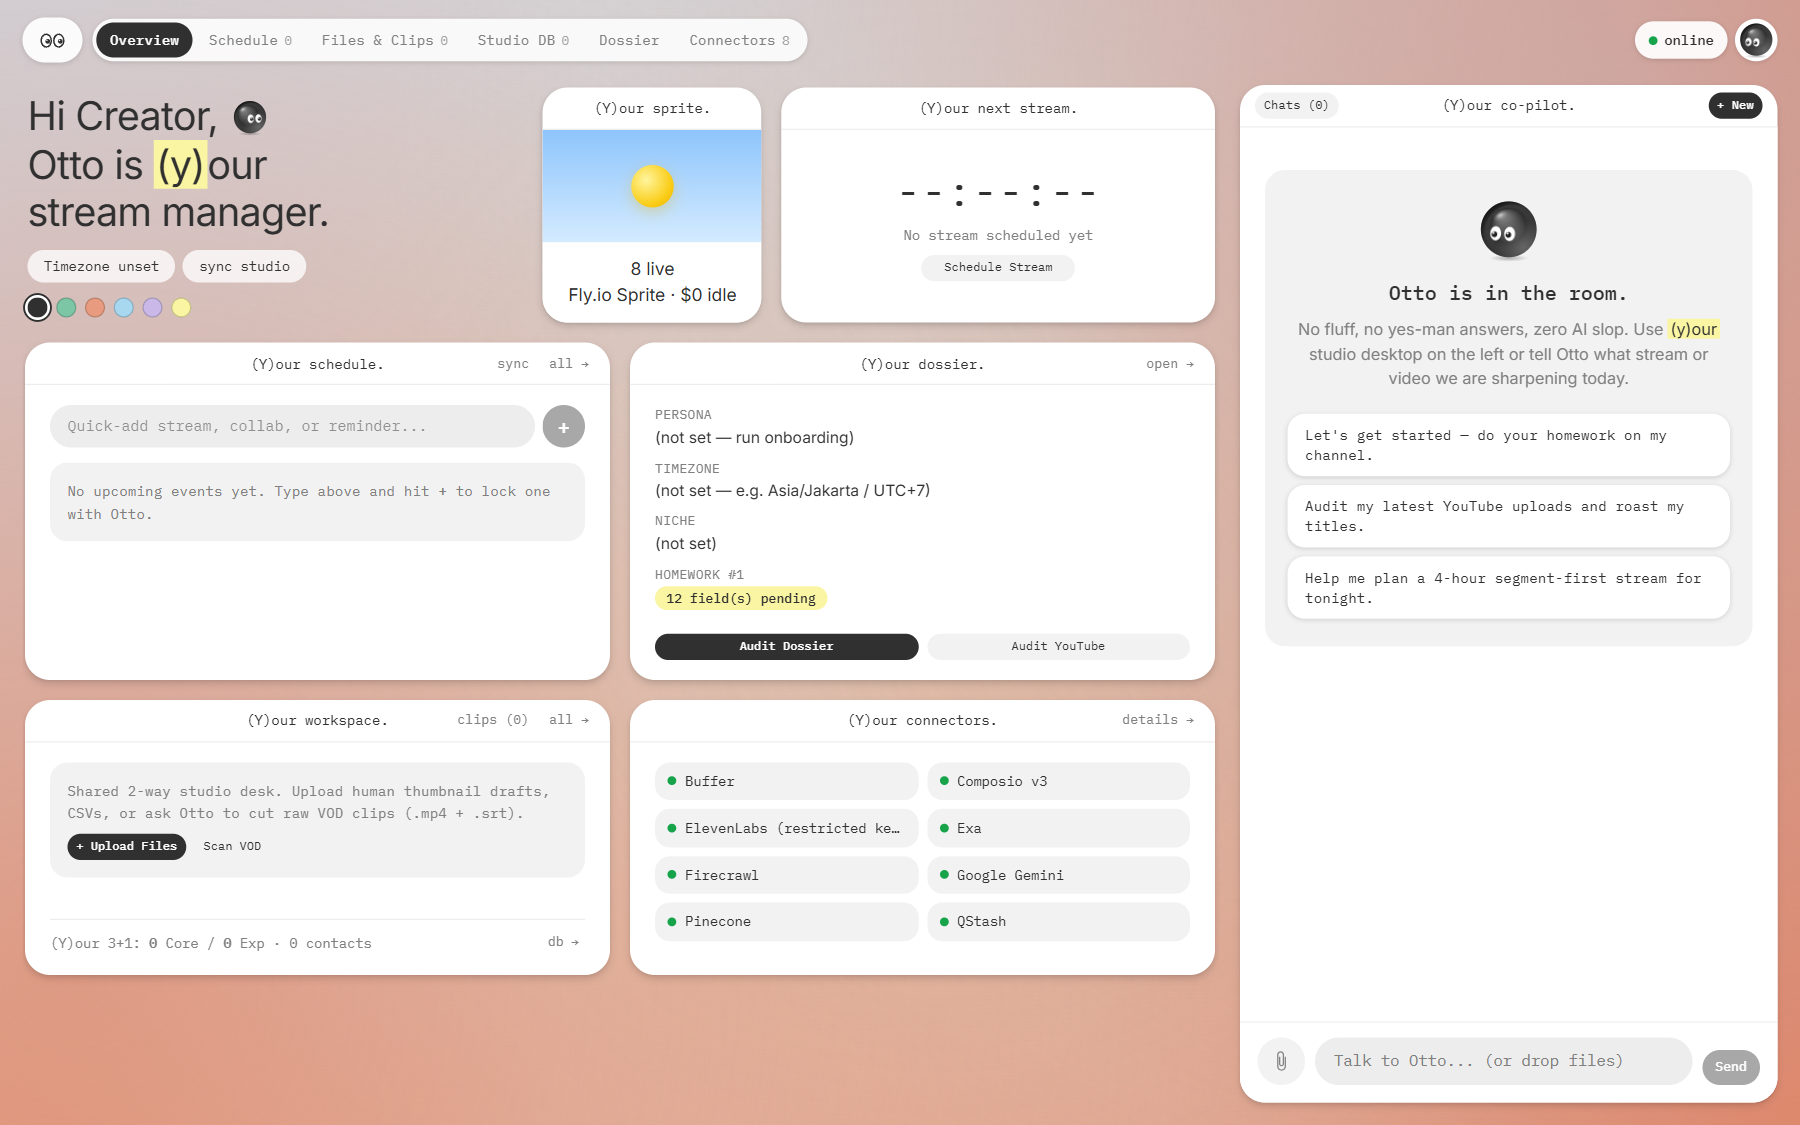 Overview
Schedule 0
Files & Clips 0
Studio DB 0
Dossier
Connectors 8
online
Hi Creator,
Otto is (y)our
stream manager.
Timezone unset
sync studio
(Y)our sprite.
8 live
Fly.io Sprite · $0 idle
(Y)our next stream.
--:--:--
No stream scheduled yet
Schedule Stream
(Y)our schedule.
sync
all →
Quick-add stream, collab, or reminder...
+
No upcoming events yet. Type above and hit + to lock one
with Otto.
(Y)our dossier.
open →
PERSONA
(not set — run onboarding)
TIMEZONE
(not set — e.g. Asia/Jakarta / UTC+7)
NICHE
(not set)
HOMEWORK #1
12 field(s) pending
Audit Dossier
Audit YouTube
(Y)our workspace.
clips (0)
all →
Shared 2-way studio desk. Upload human thumbnail drafts,
CSVs, or ask Otto to cut raw VOD clips (.mp4 + .srt).
+ Upload Files
Scan VOD
(Y)our 3+1: 0 Core / 0 Exp · 0 contacts
db →
(Y)our connectors.
details →
Buffer
Composio v3
ElevenLabs (restricted ke…
Exa
Firecrawl
Google Gemini
Pinecone
QStash
Chats (0)
(Y)our co-pilot.
+ New
Otto is in the room.
No fluff, no yes-man answers, zero AI slop. Use (y)our
studio desktop on the left or tell Otto what stream or
video we are sharpening today.
Let's get started — do your homework on my
channel.
Audit my latest YouTube uploads and roast my
titles.
Help me plan a 4-hour segment-first stream for
tonight.
Talk to Otto... (or drop files)
Send